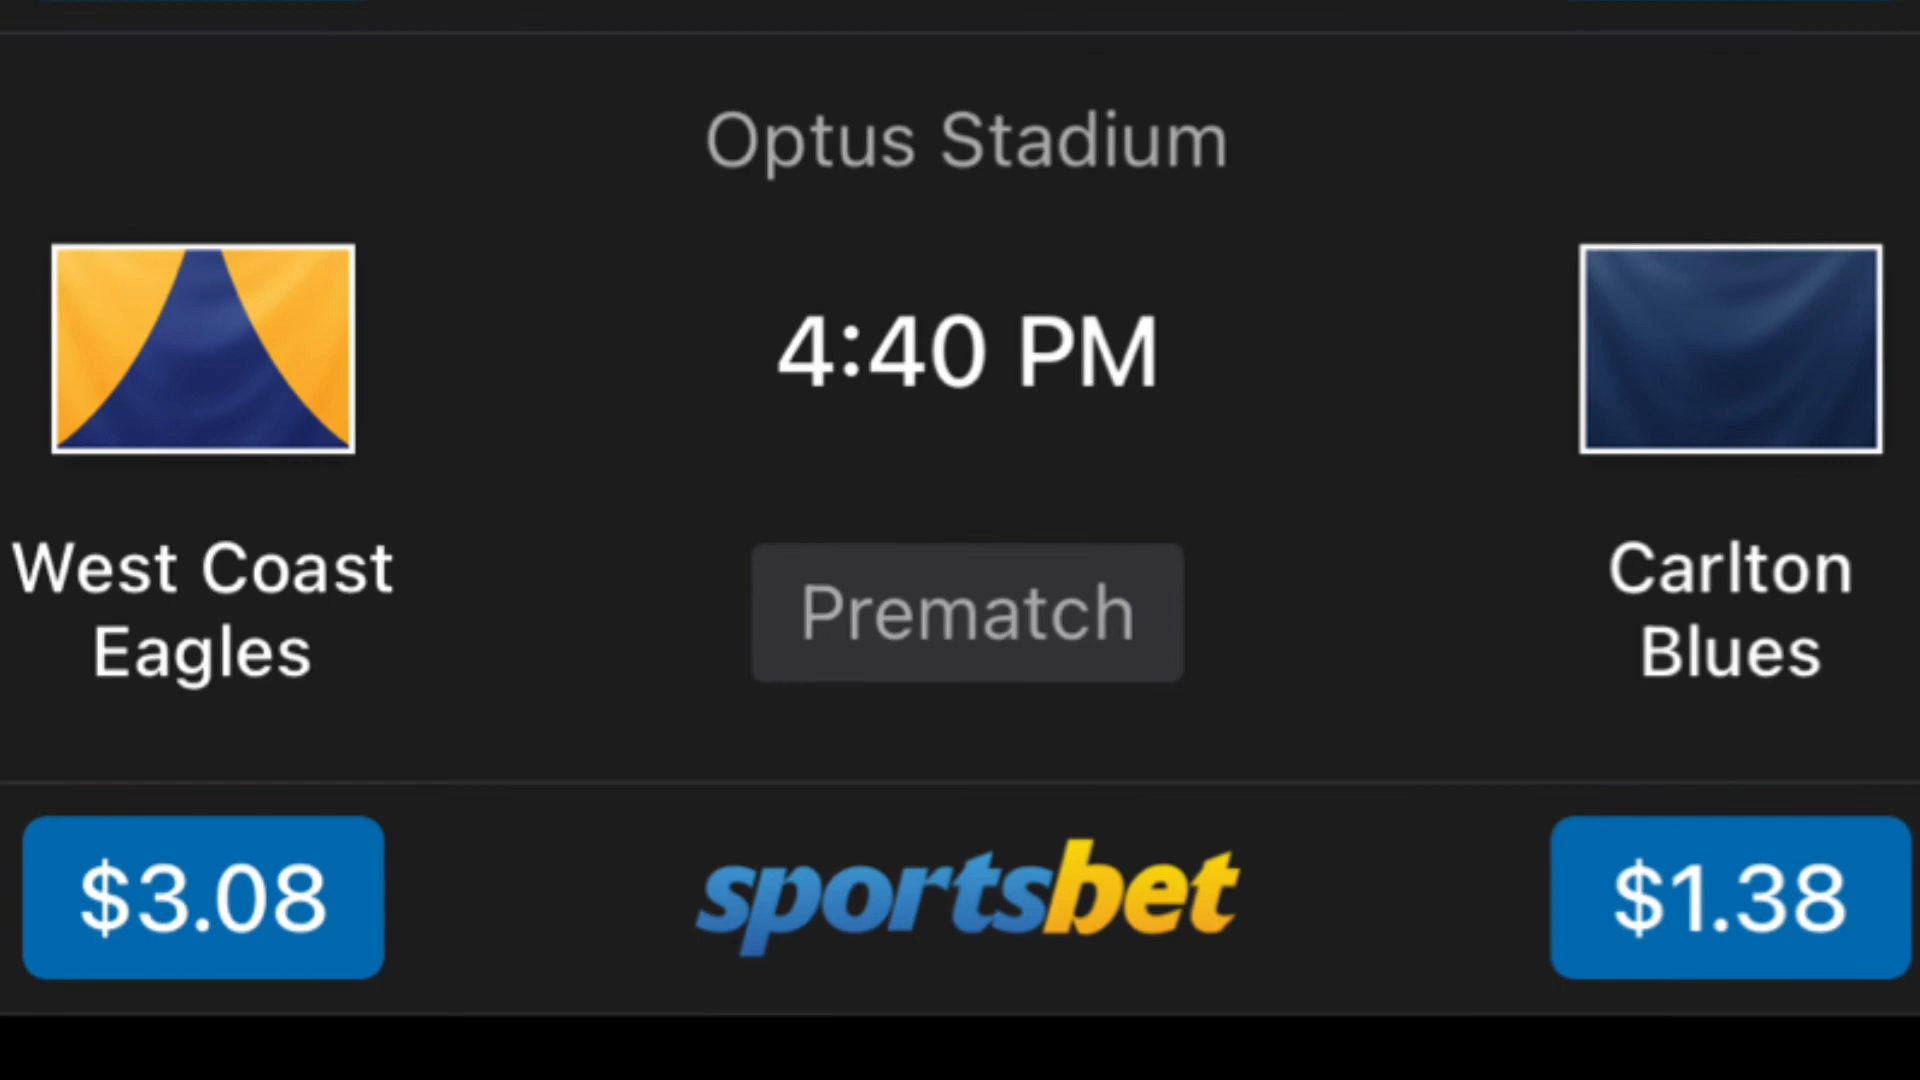 Optus Stadium
4:40 PM
West Coast
Eagles
Prematch
Carlton
Blues
$3.08
sportsbet
$1.38